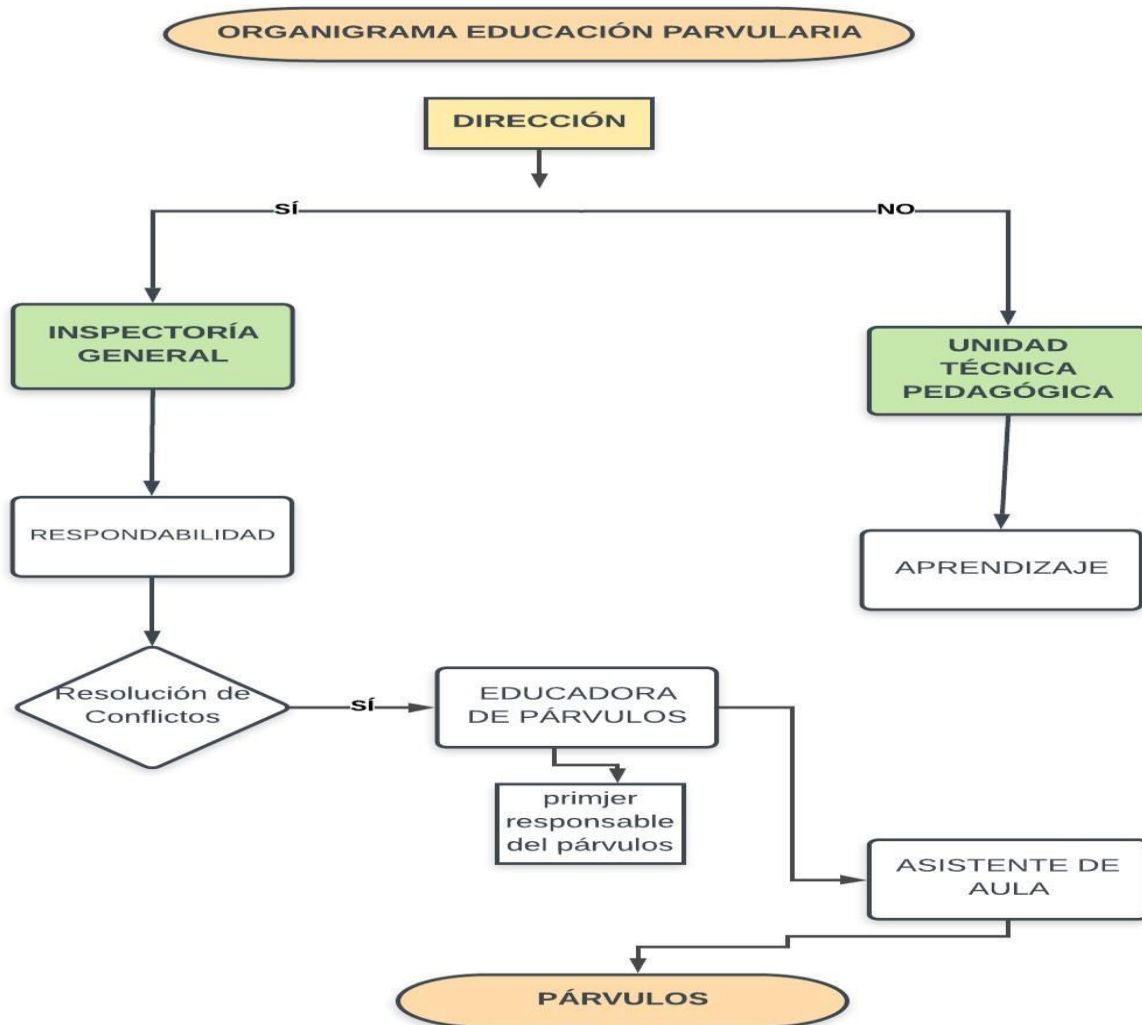 ORGANIGRAMA EDUCACIÓN PARVULARIA
DIRECCIÓN
SÍ
NO
INSPECTORÍA
GENERAL
UNIDAD
TÉCNICA
PEDAGÓGICA
RESPONDABILIDAD
APRENDIZAJE
Resolución de
Conflictos
SÍ
EDUCADORA
DE PÁRVULOS
primjer
responsable
del párvulos
ASISTENTE DE
AULA
PÁRVULOS